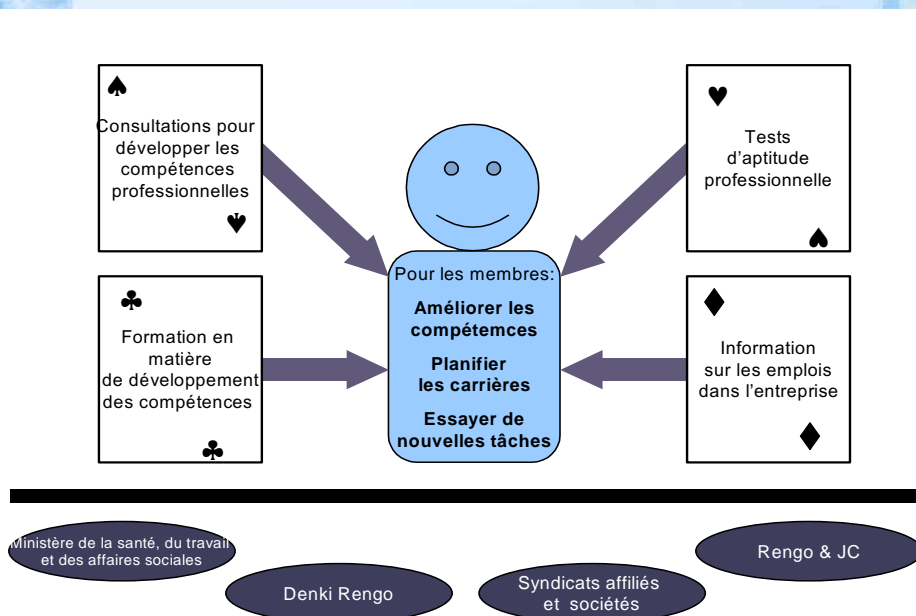 Consultations pour
développer les
compétences
professionnelles
Tests
d'aptitude
professionnelle
Pour les membres:
Améliorer les
compétemces
Planifier
les carrières
Essayer de
nouvelles tâches
Formation en
matière
de développement
des compétences
Information
sur les emplois
dans l'entreprise
Ministère de la santé, du travail
et des affaires sociales
Denki Rengo
Syndicats affiliés
et sociétés
Rengo & JC